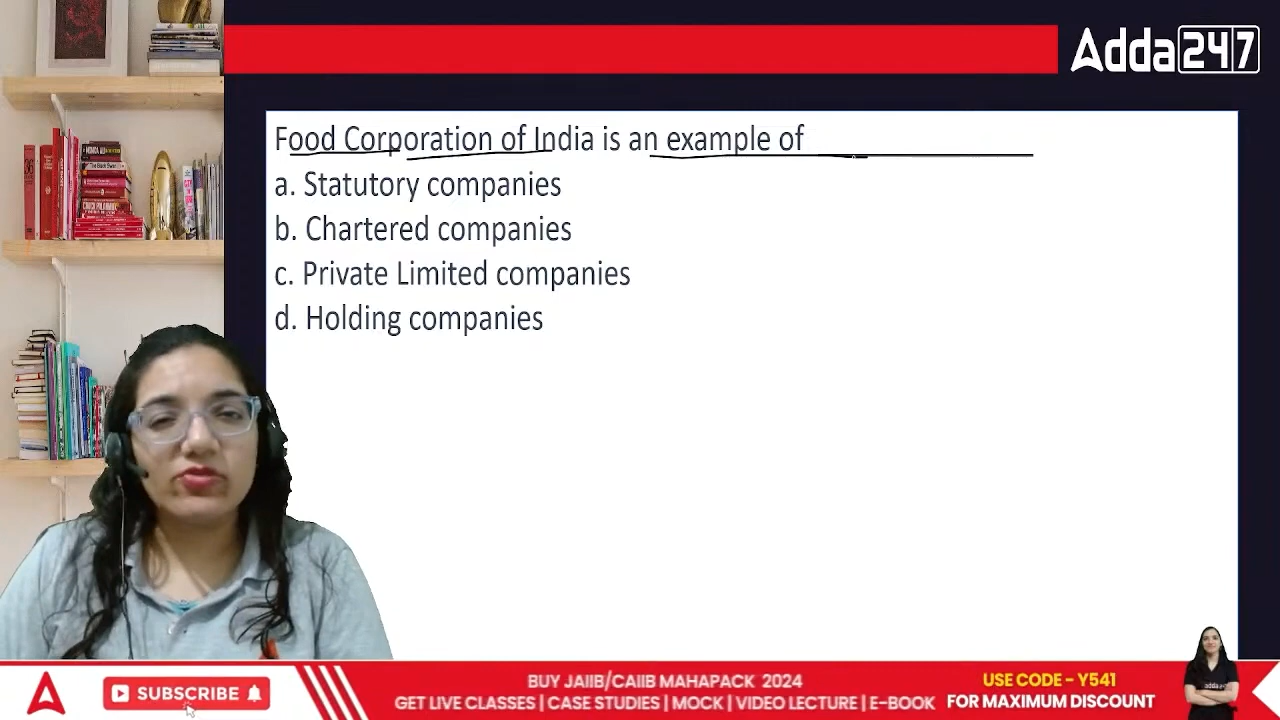 Adda247
Food Corporation of India is an example of
a. Statutory companies
b. Chartered companies
c. Private Limited companies
d. Holding companies
SUBSCRIBE
BUY JAIIB/CAIIB MAHAPACK 2024
GET LIVE CLASSES | CASE STUDIES | MOCK | VIDEO LECTURE | E-BOOK
USE CODE - Y541
FOR MAXIMUM DISCOUNT